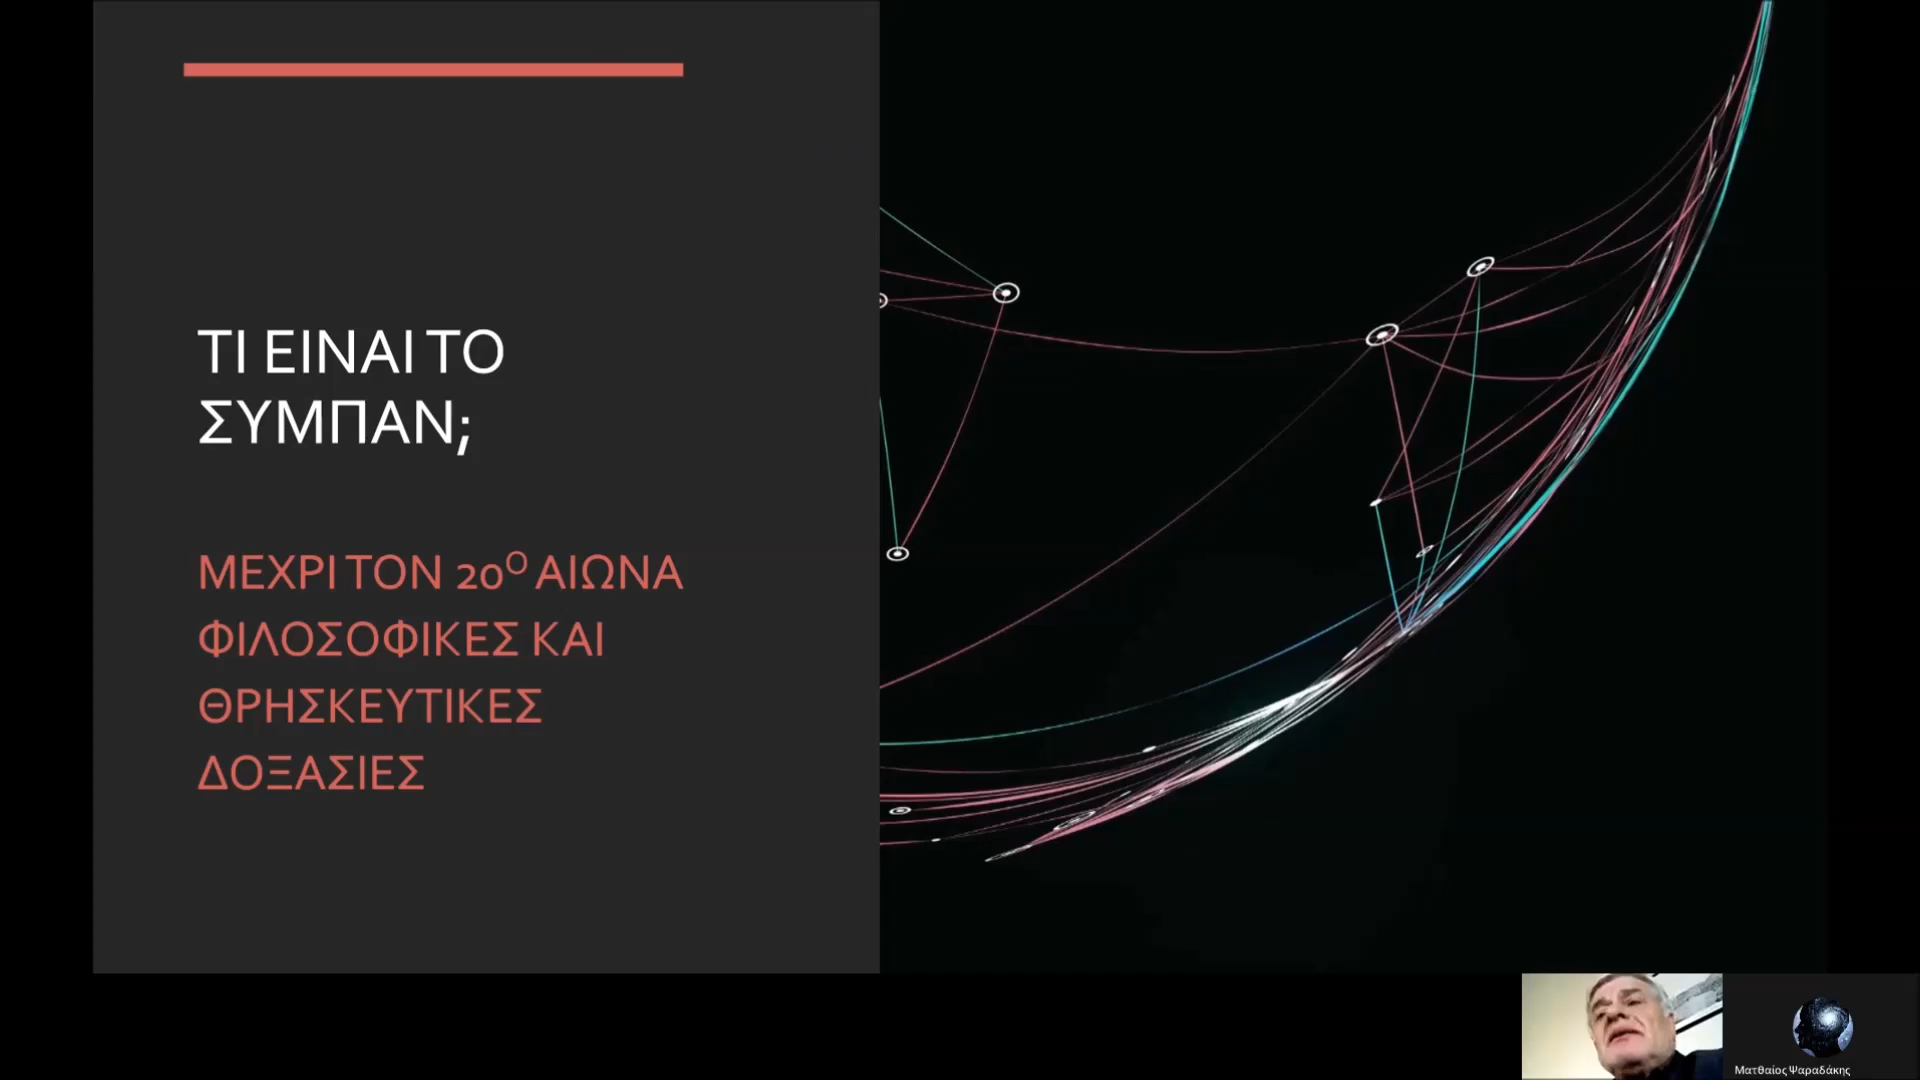 ΤΙ ΕΙΝΑΙ ΤΟ
ΣΥΜΠΑΝ;
ΜΕΧΡΙ ΤΟΝ 20Ο ΑΙΩΝΑ
ΦΙΛΟΣΟΦΙΚΕΣ ΚΑΙ
ΘΡΗΣΚΕΥΤΙΚΕΣ
ΔΟΞΑΣΙΕΣ
Ματθαίος Ψαραδάκης